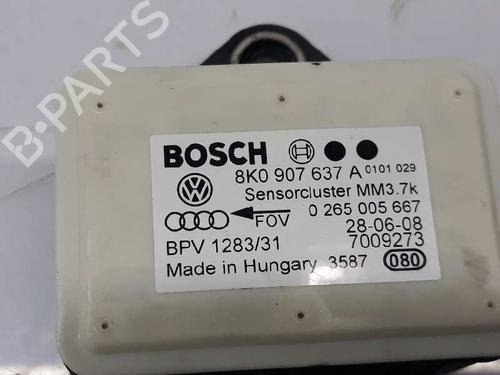 B-PARTS
BOSCH
8K0 907 637 A 0101 029
Sensorcluster MM3.7k
FOV 0 265 005 667
28-06-08
BPV 1283/31 7009273
Made in Hungary 3587 080